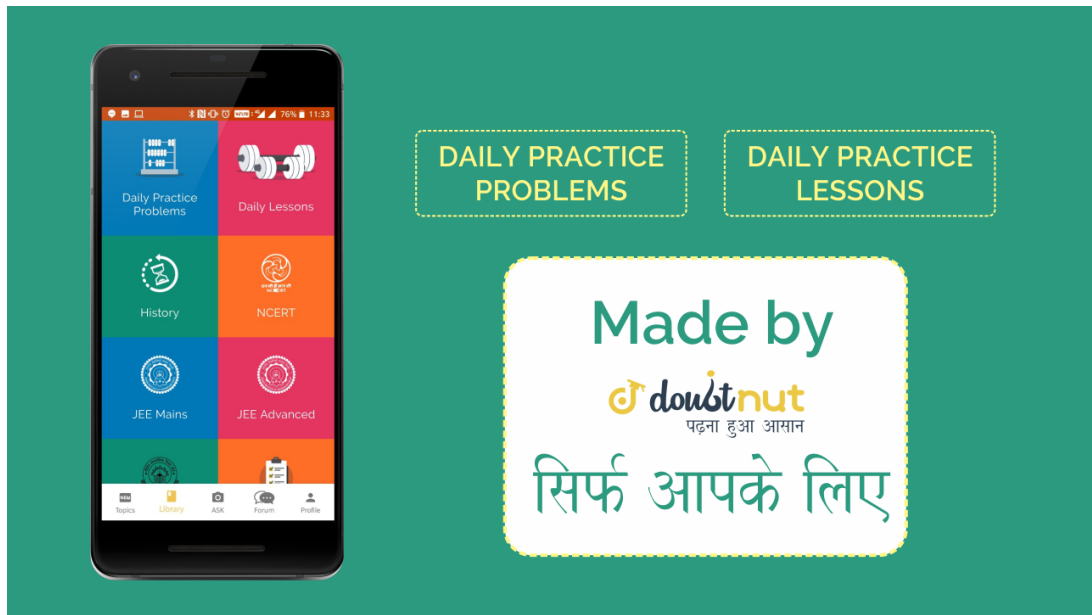 76% 11:33
Daily Practice
Problems
Daily Lessons
History
NCERT
JEE Mains
JEE Advanced
NEW
Topics
Library
ASK
Forum
Profile
DAILY PRACTICE
PROBLEMS
DAILY PRACTICE
LESSONS
Made by
doubtnut
पढ़ना हुआ आसान
सिर्फ आपके लिए